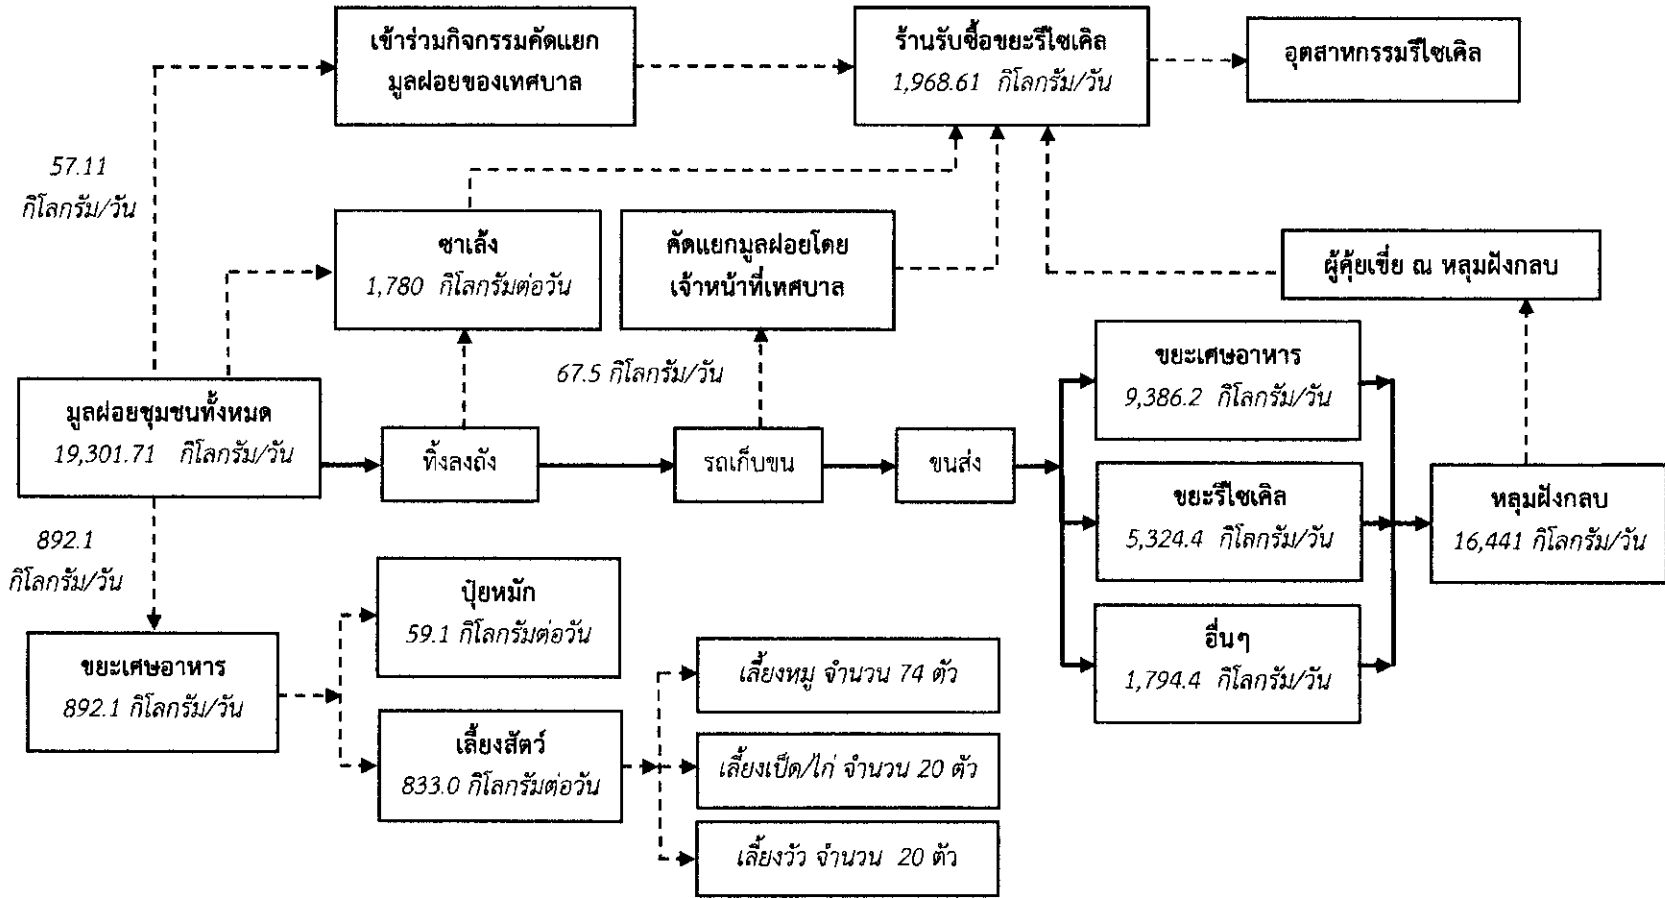 เข้าร่วมกิจกรรมคัดแยก
มูลฝอยของเทศบาล
ร้านรับซื้อขยะรีไซเคิล
1,968.61 กิโลกรัม/วัน
อุตสาหกรรมรีไซเคิล
57.11
กิโลกรัม/วัน
ซาเล้ง
1,780 กิโลกรัมต่อวัน
คัดแยกมูลฝอยโดย
เจ้าหน้าที่เทศบาล
ผู้คุ้ยเขี่ย ณ หลุมฝังกลบ
67.5 กิโลกรัม/วัน
มูลฝอยชุมชนทั้งหมด
19,301.71 กิโลกรัม/วัน
ทิ้งลงถัง
รถเก็บขน
ขนส่ง
ขยะเศษอาหาร
9,386.2 กิโลกรัม/วัน
ขยะรีไซเคิล
5,324.4 กิโลกรัม/วัน
อื่นๆ
1,794.4 กิโลกรัม/วัน
หลุมฝังกลบ
16,441 กิโลกรัม/วัน
892.1
กิโลกรัม/วัน
ขยะเศษอาหาร
892.1 กิโลกรัม/วัน
ปุ๋ยหมัก
59.1 กิโลกรัมต่อวัน
เลี้ยงสัตว์
833.0 กิโลกรัมต่อวัน
เลี้ยงหมู จำนวน 74 ตัว
เลี้ยงเป็ด/ไก่ จำนวน 20 ตัว
เลี้ยงวัว จำนวน 20 ตัว